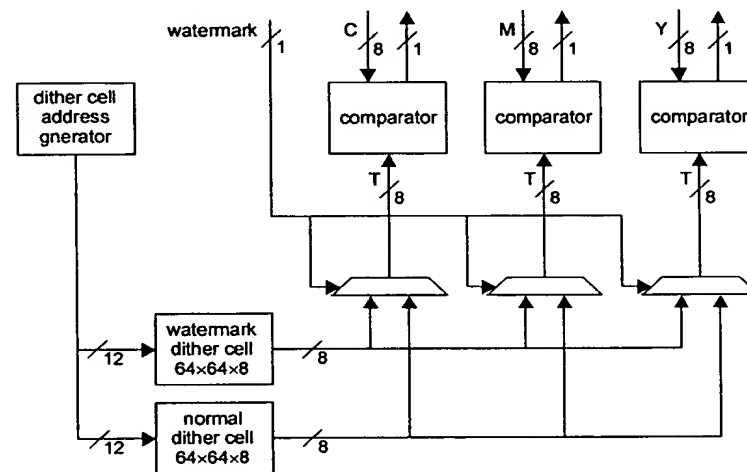 watermark
1
C
8
1
M
8
1
Y
8
1
dither cell
address
gnerator
comparator
comparator
comparator
T
8
T
8
T
8
12
watermark
dither cell
64×64×8
8
12
normal
dither cell
64×64×8
8